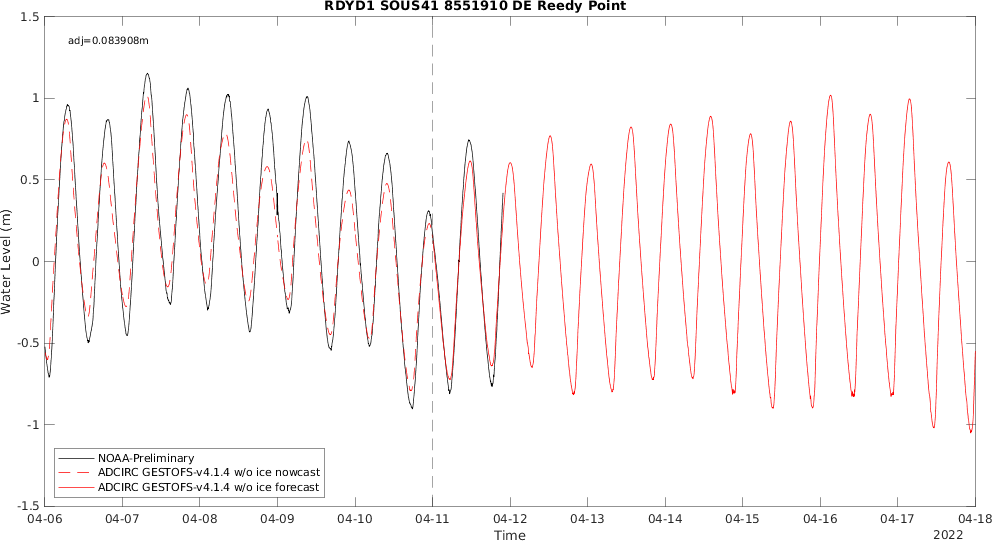 RDYD1 SOUS41 8551910 DE Reedy Point
adj=0.083908m
1.5
1
0.5
0
-0.5
-1
-1.5
Water Level (m)
NOAA-Preliminary
ADCIRC GESTOFS-v4.1.4 w/o ice nowcast
ADCIRC GESTOFS-v4.1.4 w/o ice forecast
04-06 04-07 04-08 04-09 04-10 04-11 04-12 04-13 04-14 04-15 04-16 04-17 04-18
Time
2022